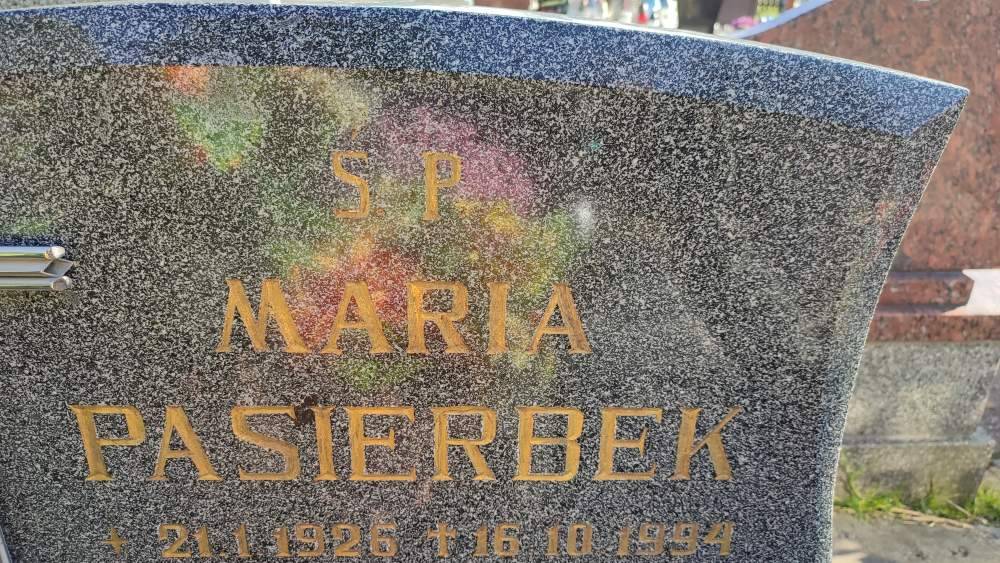 Ś. P
MARIA
PASIERBEK
+ 21.1.1926 ✝ 16 10 1994